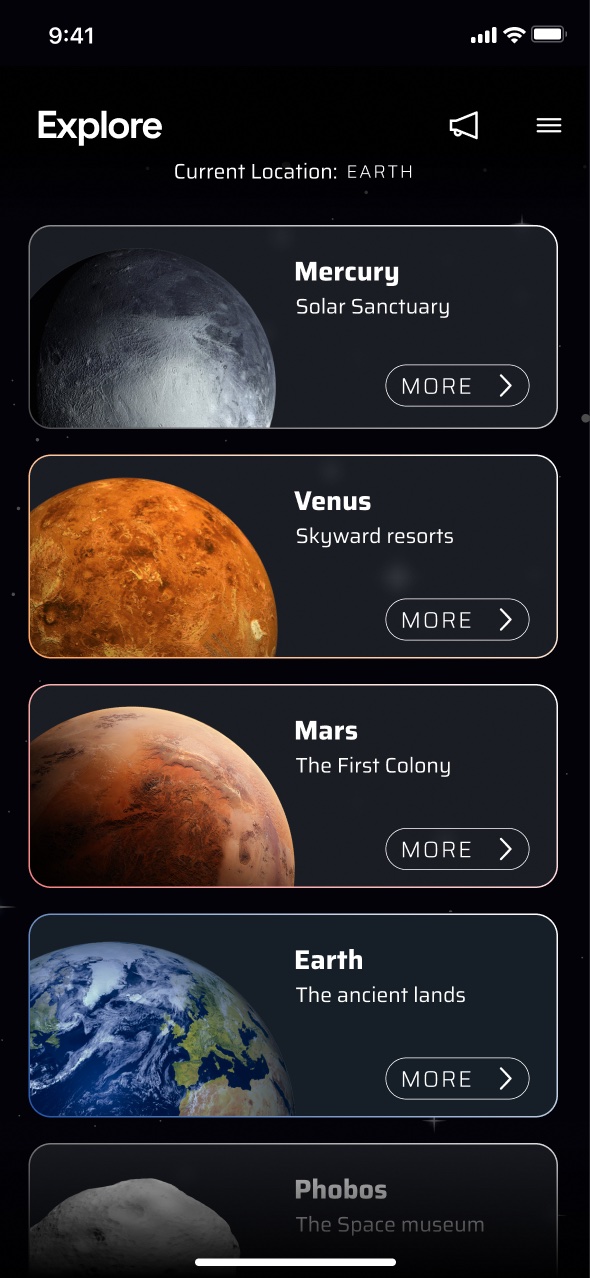 9:41
Explore
Current Location: EARTH
Mercury
Solar Sanctuary
MORE
Venus
Skyward resorts
MORE
Mars
The First Colony
MORE
Earth
The ancient lands
MORE
Phobos
The Space museum